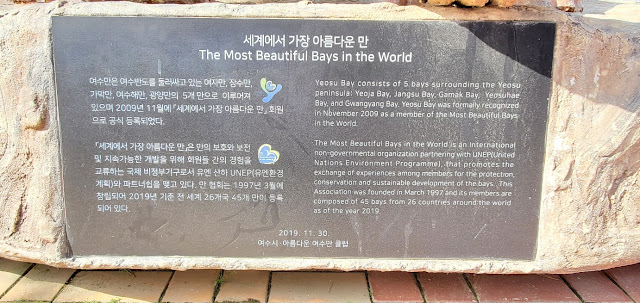 세계에서 가장 아름다운 만
The Most Beautiful Bays in the World
여수만은 여수반도를 둘러싸고 있는 여자만, 장수만,
가막만, 여수해만, 광양만의 5개 만으로 이루어져
있으며 2009년 11월에 「세계에서 가장 아름다운 만」 회원
으로 공식 등록되었다.
「세계에서 가장 아름다운 만」은 만의 보호와 보전
및 지속가능한 개발을 위해 회원들 간의 경험을
교류하는 국제 비정부기구로서 유엔 산하 UNEP(유엔환경
계획)와 파트너쉽을 맺고 있다. 만 협회는 1997년 3월에
창립되어 2019년 기준 전 세계 26개국 45개 만이 등록
되어 있다.
Yeosu Bay consists of 5 bays surrounding the Yeosu
peninsula: Yeoja Bay, Jangsu Bay, Gamak Bay, Yeosuhae
Bay, and Gwangyang Bay. Yeosu Bay was formally recognized
in November 2009 as a member of the Most Beautiful Bays
in the World.
The Most Beautiful Bays in the World is an International
non-governmental organization partnering with UNEP(United
Nations Environment Programme), that promotes the
exchange of experiences among members for the protection,
conservation and sustainable development of the bays. This
Association was founded in March 1997 and its members are
composed of 45 bays from 26 countries around the world
as of the year 2019.
2019. 11. 30.
여수시·아름다운 여수만 클럽